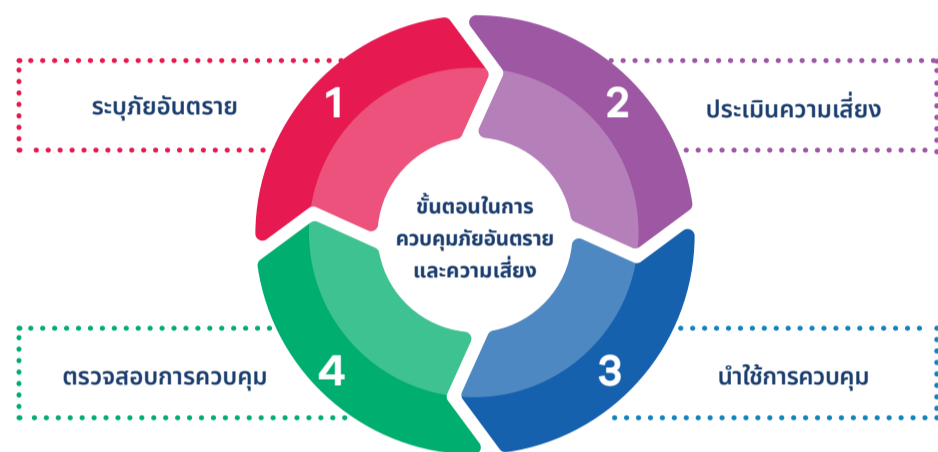 1
ระบุภัยอันตราย
2
ประเมินความเสี่ยง
ขั้นตอนในการ
ควบคุมภัยอันตราย
และความเสี่ยง
3
นำใช้การควบคุม
4
ตรวจสอบการควบคุม